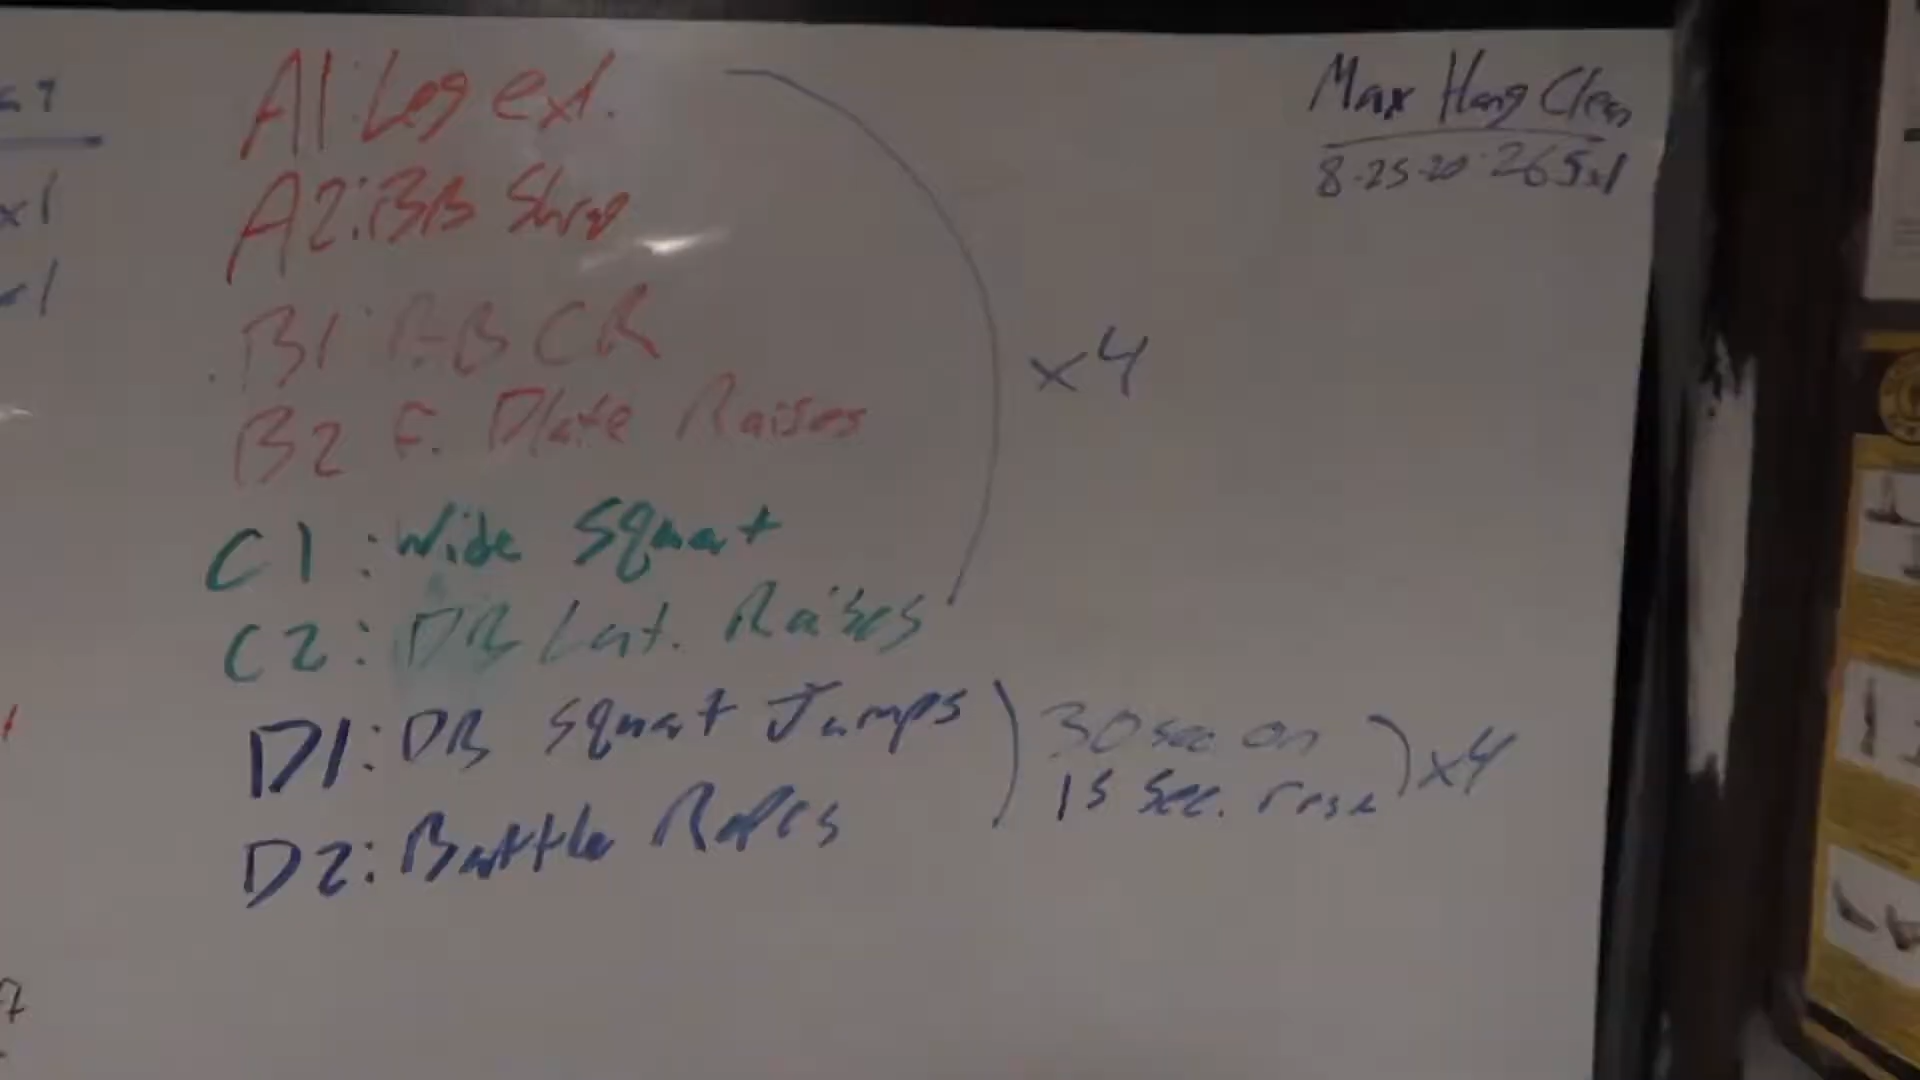 A1: Leg ext.
A2: BB Shrug
B1: BB CR
B2 F. Plate Raises
C1: Wide Squat
C2: DB Lat. Raises
x4
D1: DB Squat Jumps
D2: Battle Ropes
30 sec on
15 sec. rest
x4
Max Hang Clean
8-25-20: 265x1
x1